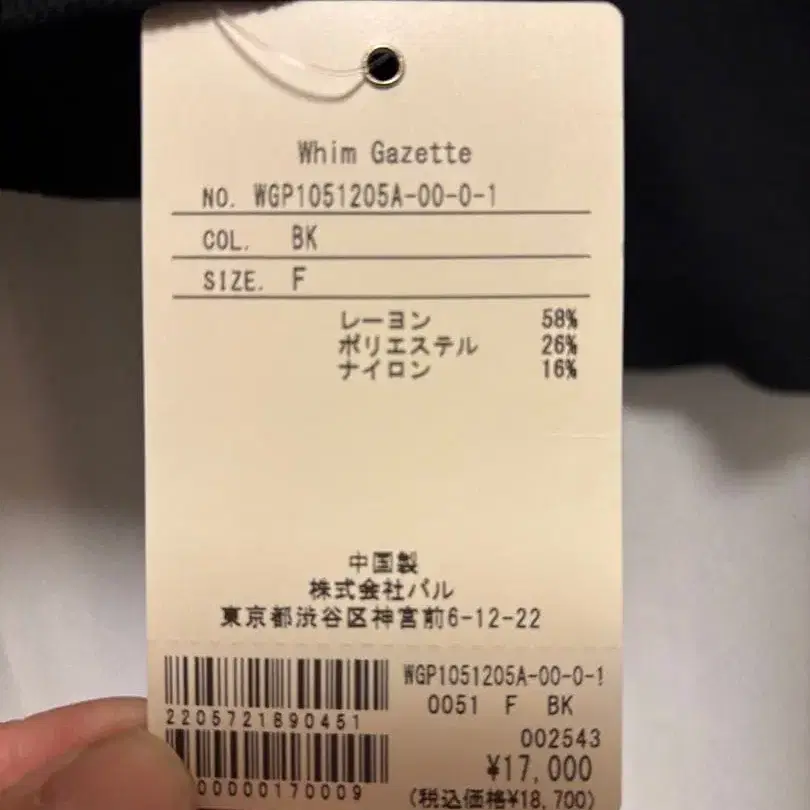 Whim Gazette
NO. WGP1051205A-00-0-1
COL. BK
SIZE. F
レーヨン 58%
ポリエステル 26%
ナイロン 16%
中国製
株式会社パル
東京都渋谷区神宮前6-12-22
WGP1051205A-00-0-1
0051 F BK
2205721890451
002543
¥17,000
00000170009
(税込価格¥18,700)